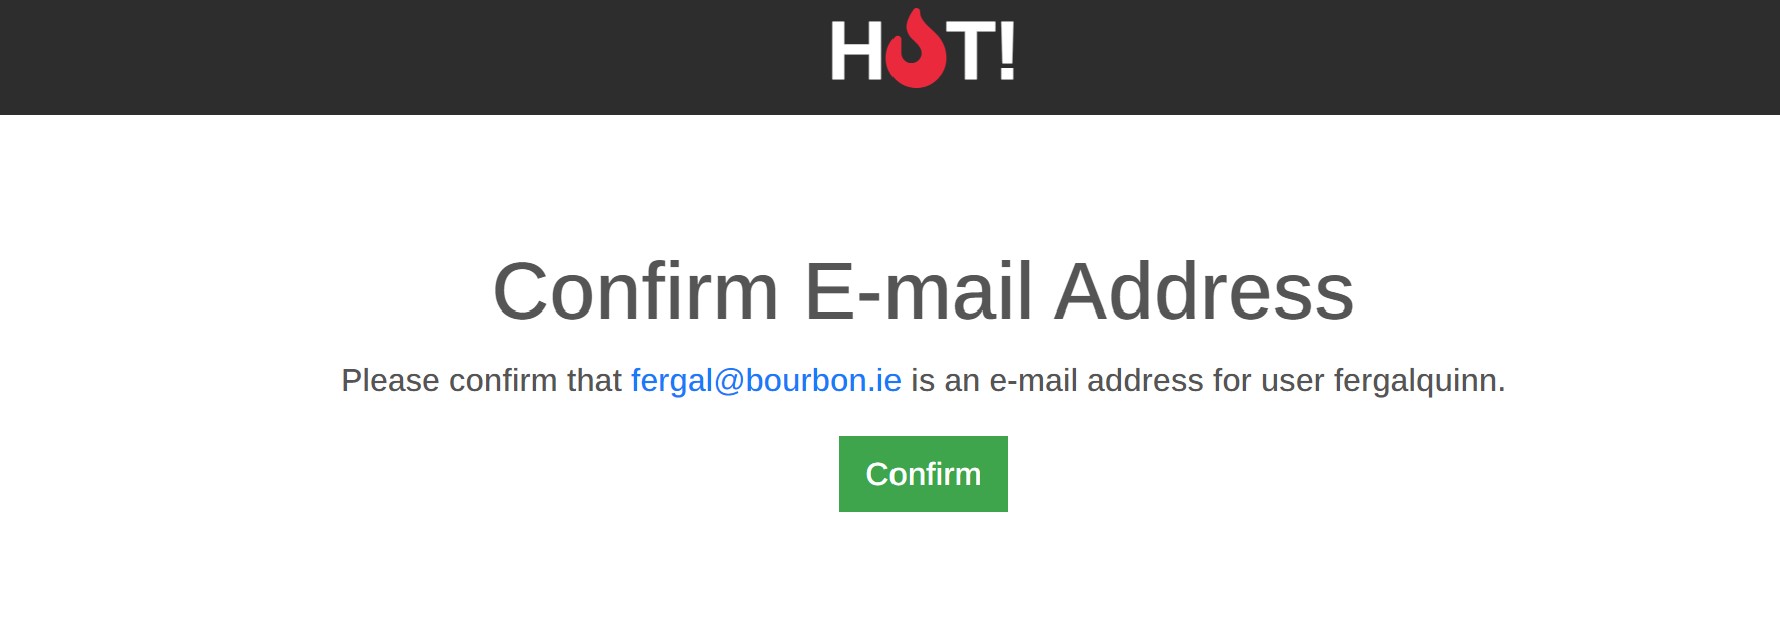 HOT!
Confirm E-mail Address
Please confirm that fergal@bourbon.ie is an e-mail address for user fergalquinn.
Confirm